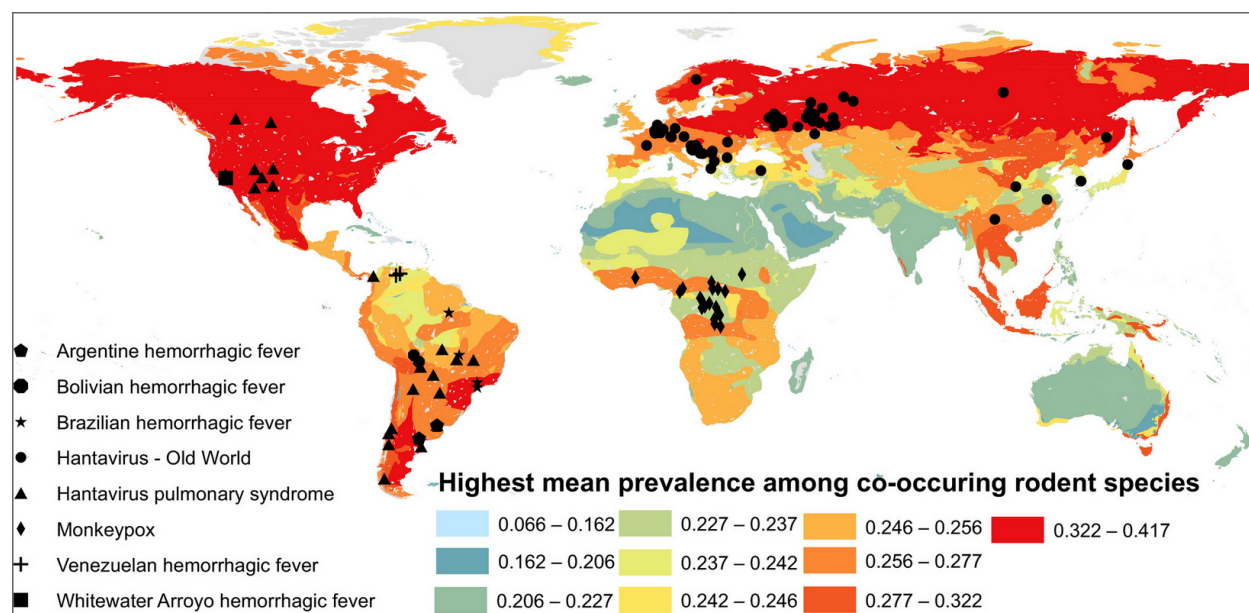 Argentine hemorrhagic fever
Bolivian hemorrhagic fever
Brazilian hemorrhagic fever
Hantavirus - Old World
Hantavirus pulmonary syndrome
Monkeypox
Venezuelan hemorrhagic fever
Whitewater Arroyo hemorrhagic fever
Highest mean prevalence among co-occuring rodent species
0.066 – 0.162
0.162 – 0.206
0.206 – 0.227
0.227 – 0.237
0.237 – 0.242
0.242 – 0.246
0.246 – 0.256
0.256 – 0.277
0.277 – 0.322
0.322 – 0.417